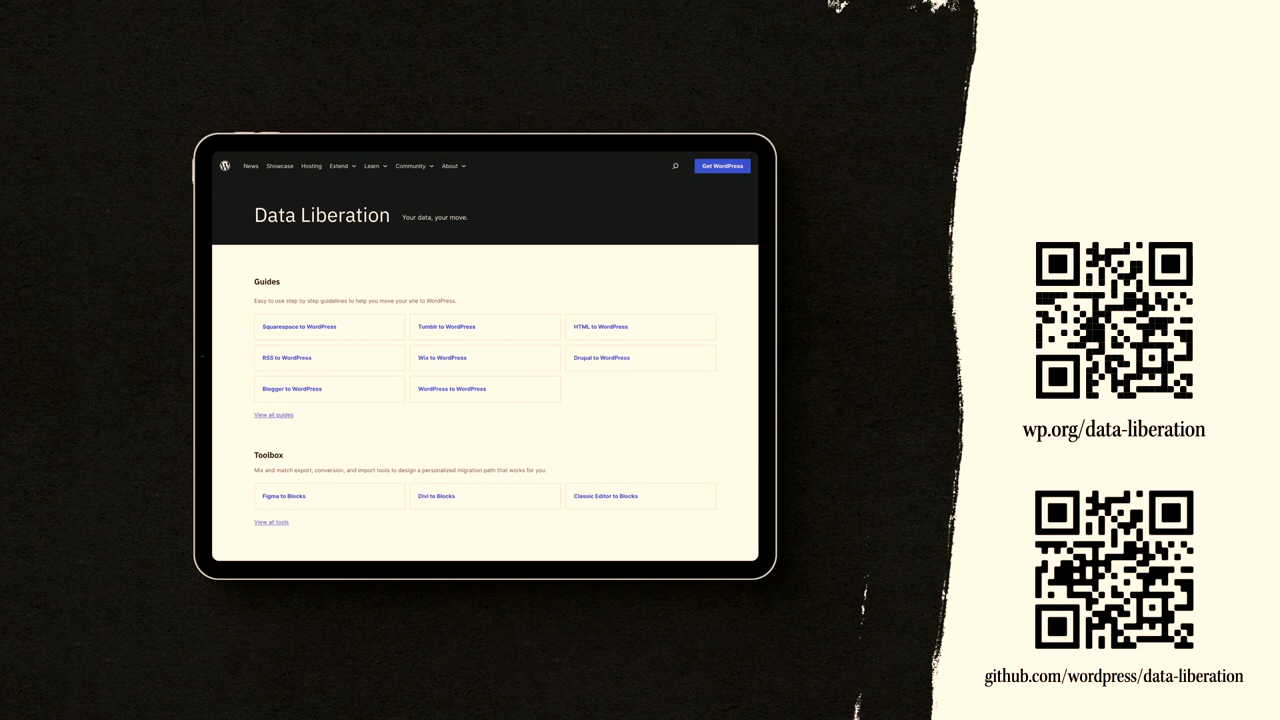 News Showcase Hosting Extend Learn Community About Get WordPress
Data Liberation Your data, your move.
Guides
Easy to use step by step guidelines to help you move your site to WordPress.
Squarespace to WordPress Tumblr to WordPress HTML to WordPress
RSS to WordPress Wix to WordPress Drupal to WordPress
Blogger to WordPress WordPress to WordPress
View all guides
Toolbox
Mix and match export, conversion, and import tools to design a personalized migration path that works for you.
Figma to Blocks Divi to Blocks Classic Editor to Blocks
View all tools
wp.org/data-liberation
github.com/wordpress/data-liberation